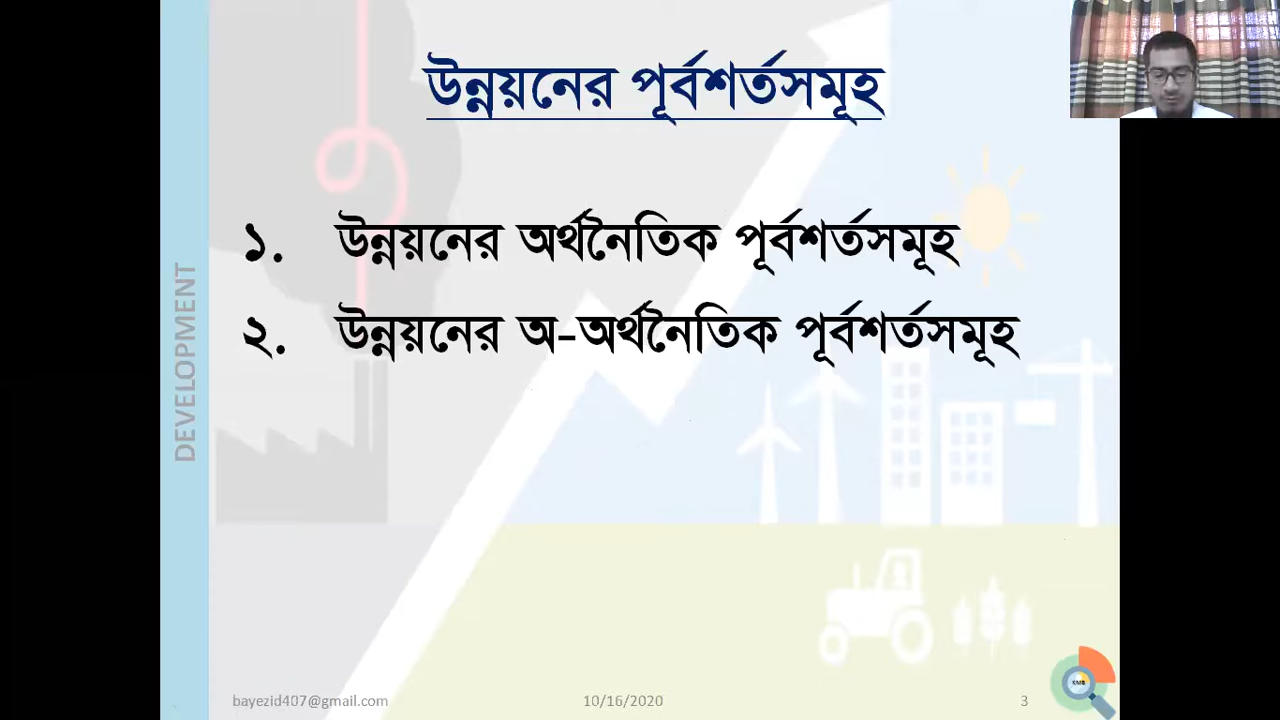 উন্নয়নের পূর্বশর্তসমূহ
১. উন্নয়নের অর্থনৈতিক পূর্বশর্তসমূহ
২. উন্নয়নের অ-অর্থনৈতিক পূর্বশর্তসমূহ
DEVELOPMENT
bayezid407@gmail.com 10/16/2020 3
KMB